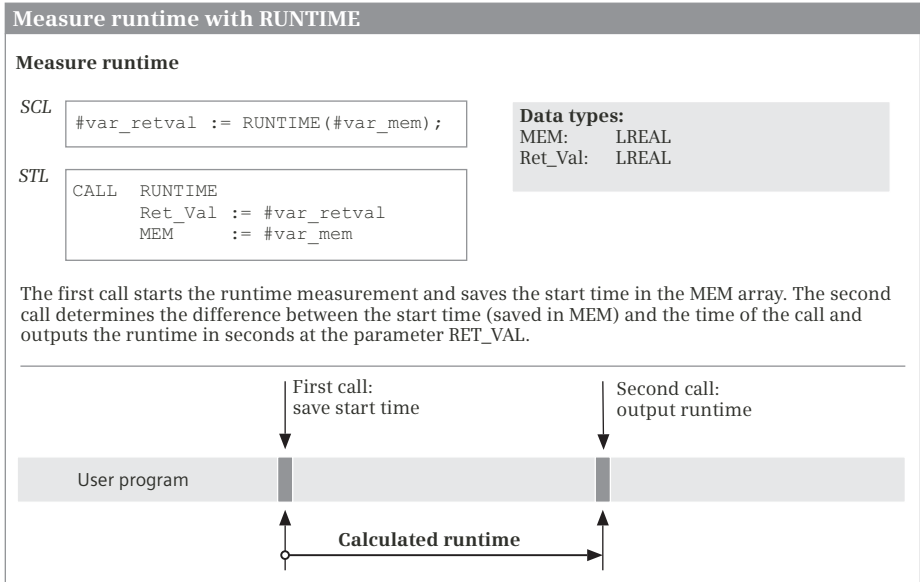 Measure runtime with RUNTIME
Measure runtime
SCL
#var_retval := RUNTIME(#var_mem);
Data types:
MEM: LREAL
Ret_Val: LREAL
STL
CALL RUNTIME
Ret_Val := #var_retval
MEM := #var_mem
The first call starts the runtime measurement and saves the start time in the MEM array. The second
call determines the difference between the start time (saved in MEM) and the time of the call and
outputs the runtime in seconds at the parameter RET_VAL.
First call:
save start time
Second call:
output runtime
User program
Calculated runtime